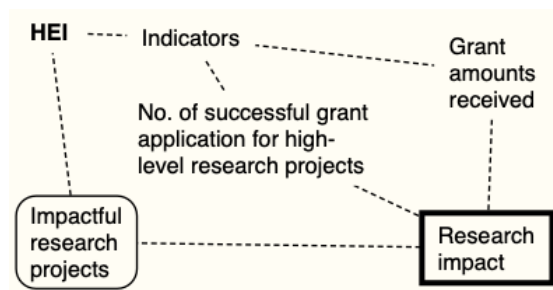 HEI
Indicators
Grant
amounts
received
No. of successful grant
application for high-
level research projects
Impactful
research
projects
Research
impact